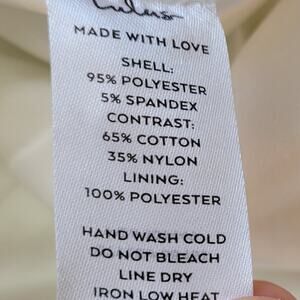 Lulus
MADE WITH LOVE
SHELL:
95% POLYESTER
5% SPANDEX
CONTRAST:
65% COTTON
35% NYLON
LINING:
100% POLYESTER
HAND WASH COLD
DO NOT BLEACH
LINE DRY
IRON LOW HEAT